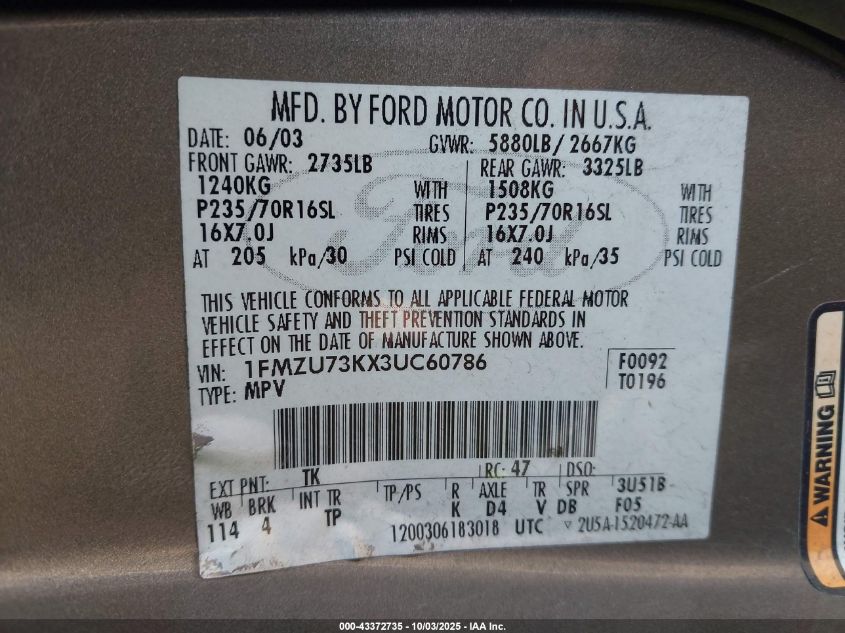 MFD. BY FORD MOTOR CO. IN U.S.A.
DATE: 06/03 GVWR: 5880LB/ 2667KG
FRONT GAWR: 2735LB REAR GAWR: 3325LB
1240KG WITH 1508KG WITH
P235/70R16SL TIRES P235/70R16SL TIRES
16X7.0J RIMS 16X7.0J RIMS
AT 205 kPa/30 PSI COLD AT 240 kPa/35 PSI COLD
Ford
THIS VEHICLE CONFORMS TO ALL APPLICABLE FEDERAL MOTOR
VEHICLE SAFETY AND THEFT PREVENTION STANDARDS IN
EFFECT ON THE DATE OF MANUFACTURE SHOWN ABOVE.
VIN: 1FMZU73KX3UC60786 F0092
TYPE: MPV T0196
EXT PNT: TK RC: 47 DSO:
WB BRK INT TR TP/PS R AXLE TR SPR 3U51B
114 4 TP K D4 V DB F05
1200306183018 UTC ▽ 2U5A-1520472-AA
⚠ WARNING
000-43372735 - 10/03/2025 - IAA Inc.